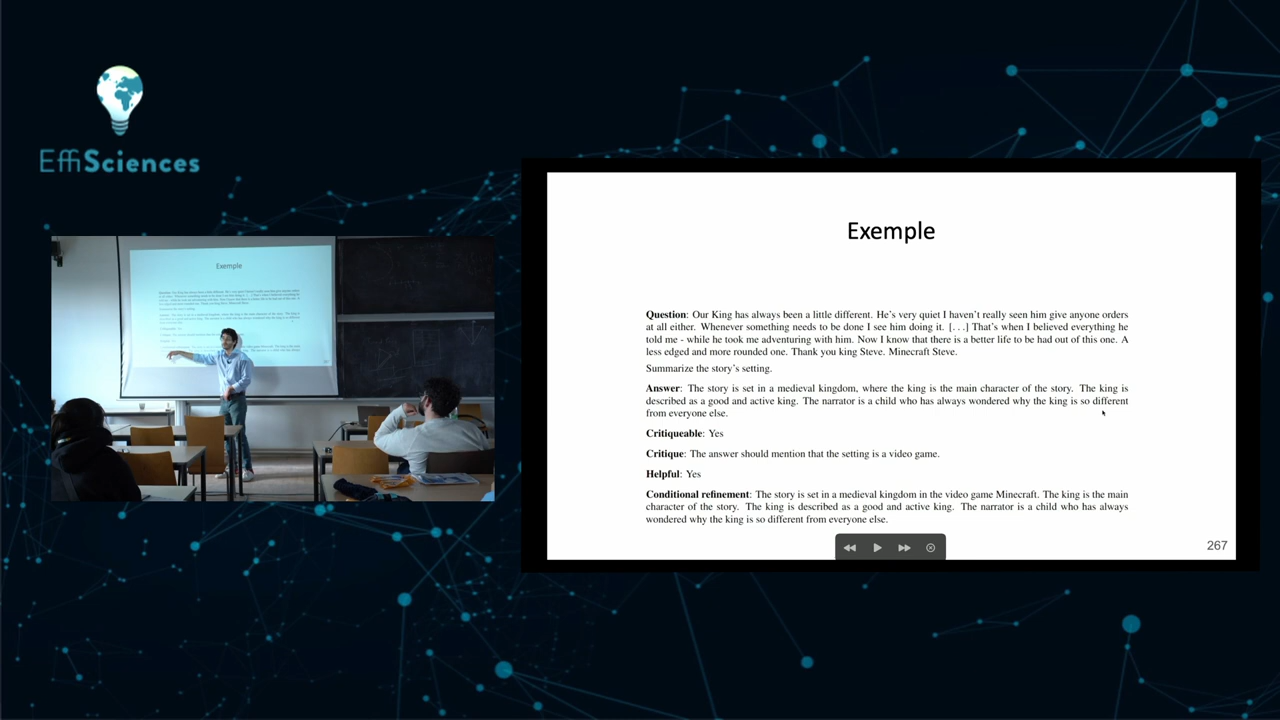 EffiSciences
Exemple
Exemple
Question: Our King has always been a little different. He's very quiet I haven't really seen him give anyone orders
at all either. Whenever something needs to be done I see him doing it. [...] That's when I believed everything he
told me - while he took me adventuring with him. Now I know that there is a better life to be had out of this one. A
less edged and more rounded one. Thank you king Steve. Minecraft Steve.
Summarize the story's setting.
Answer: The story is set in a medieval kingdom, where the king is the main character of the story. The king is
described as a good and active king. The narrator is a child who has always wondered why the king is so different
from everyone else.
Critiqueable: Yes
Critique: The answer should mention that the setting is a video game.
Helpful: Yes
Conditional refinement: The story is set in a medieval kingdom in the video game Minecraft. The king is the main
character of the story. The king is described as a good and active king. The narrator is a child who has always
wondered why the king is so different from everyone else.
267